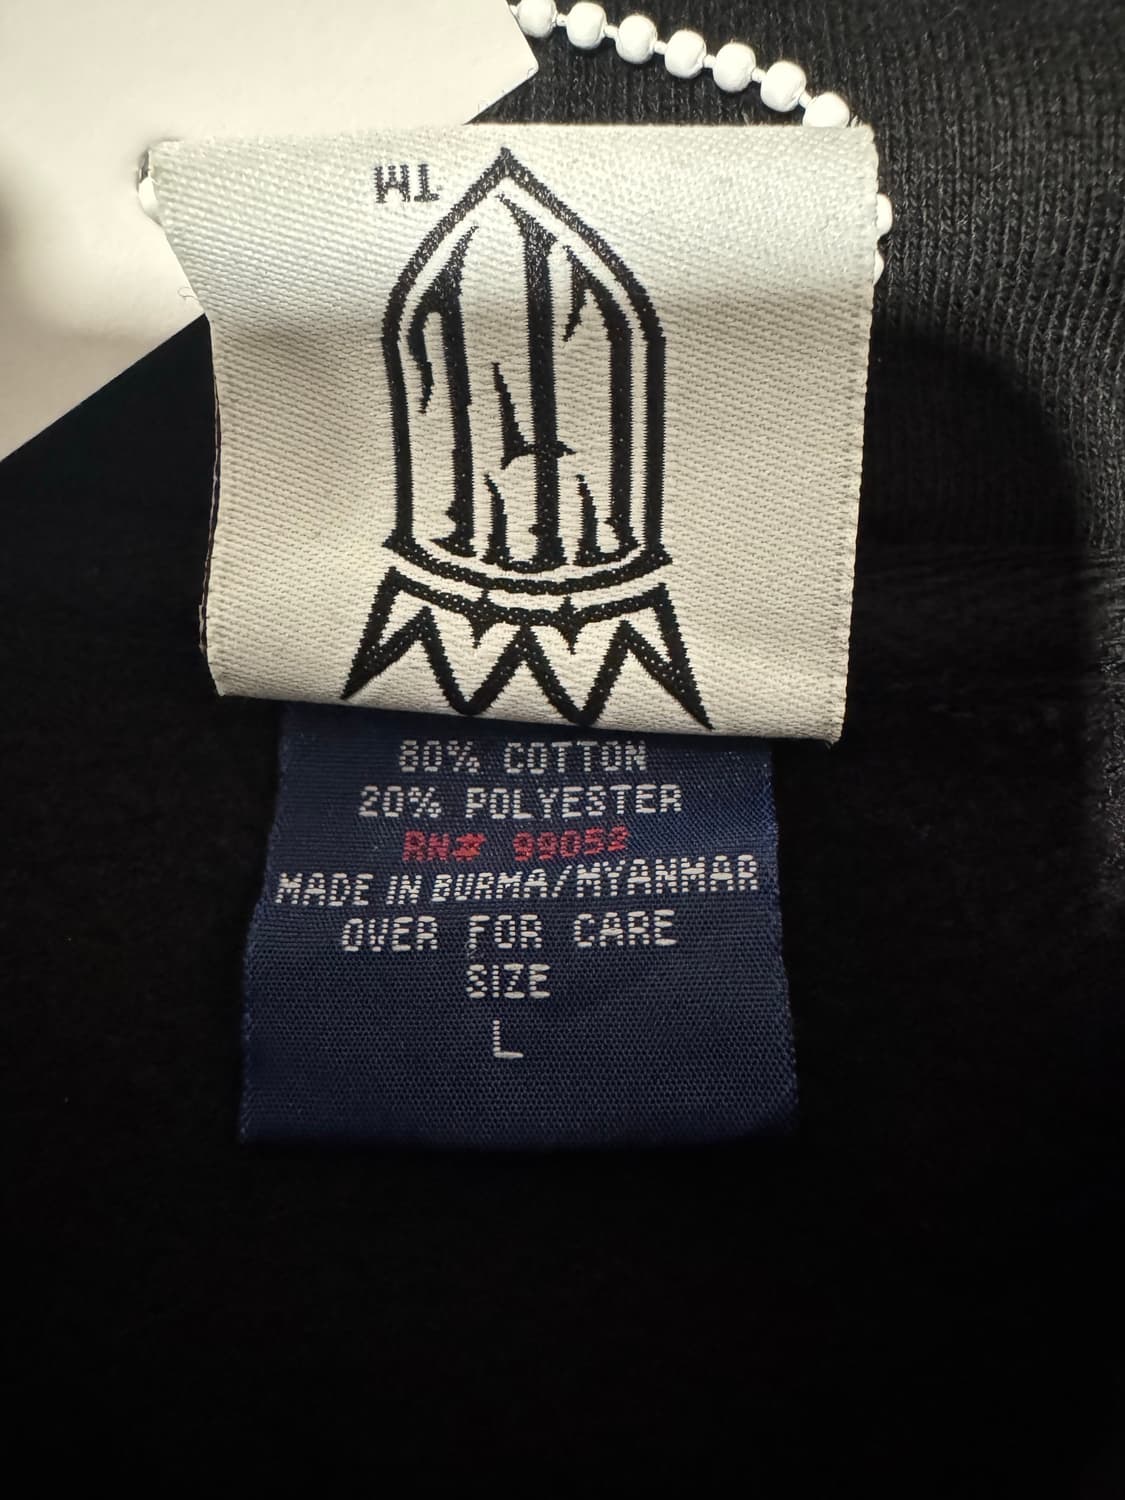 TM
80% COTTON
20% POLYESTER
RN# 99052
MADE IN BURMA/MYANMAR
OVER FOR CARE
SIZE
L